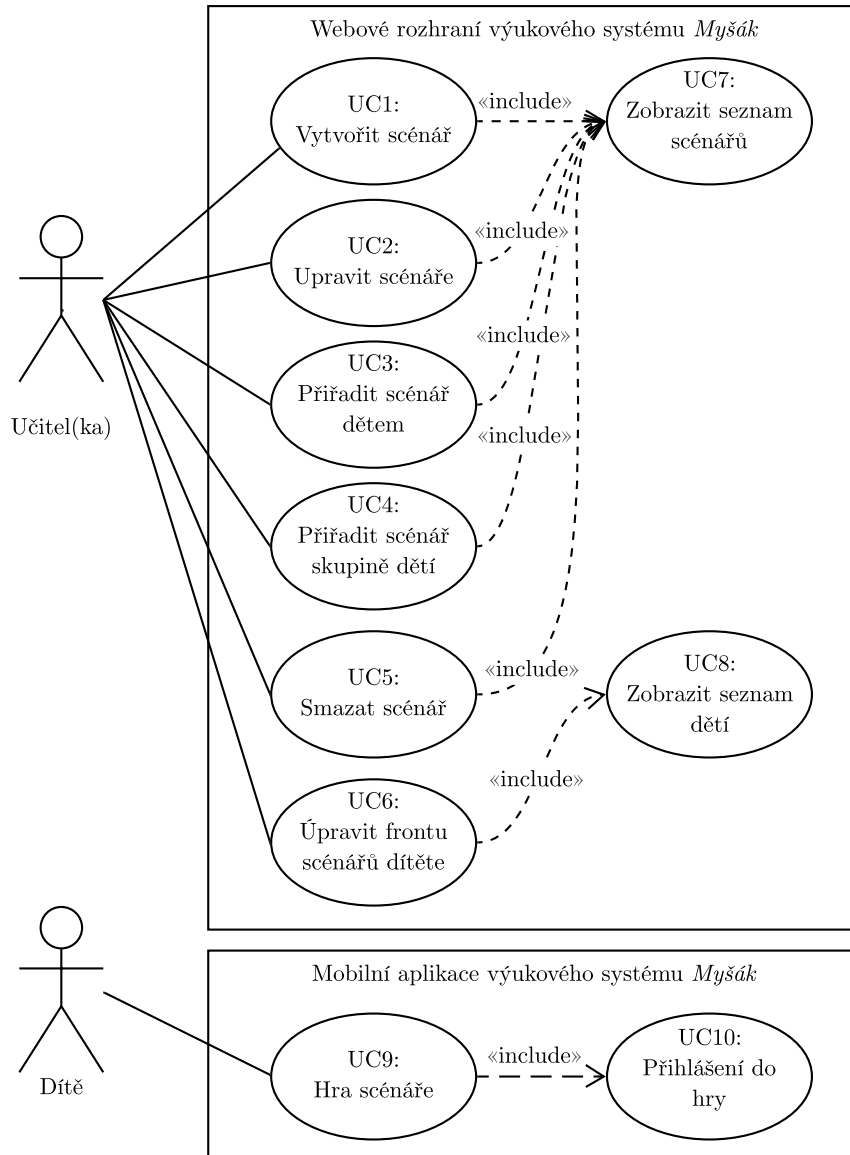 Webové rozhraní výukového systému Myšák
UC1:
Vytvořit scénář
«include»
UC7:
Zobrazit seznam
scénářů
UC2:
Upravit scénáře
«include»
UC3:
Přiřadit scénář
dětem
«include»
Učitel(ka)
UC4:
Přiřadit scénář
skupině dětí
«include»
UC5:
Smazat scénář
«include»
UC8:
Zobrazit seznam
dětí
UC6:
Úpravit frontu
scénářů dítěte
«include»
Mobilní aplikace výukového systému Myšák
Dítě
UC9:
Hra scénáře
«include»
UC10:
Přihlášení do
hry